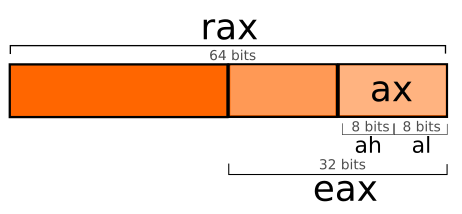 rax
64 bits
ax
8 bits 8 bits
ah al
32 bits
eax